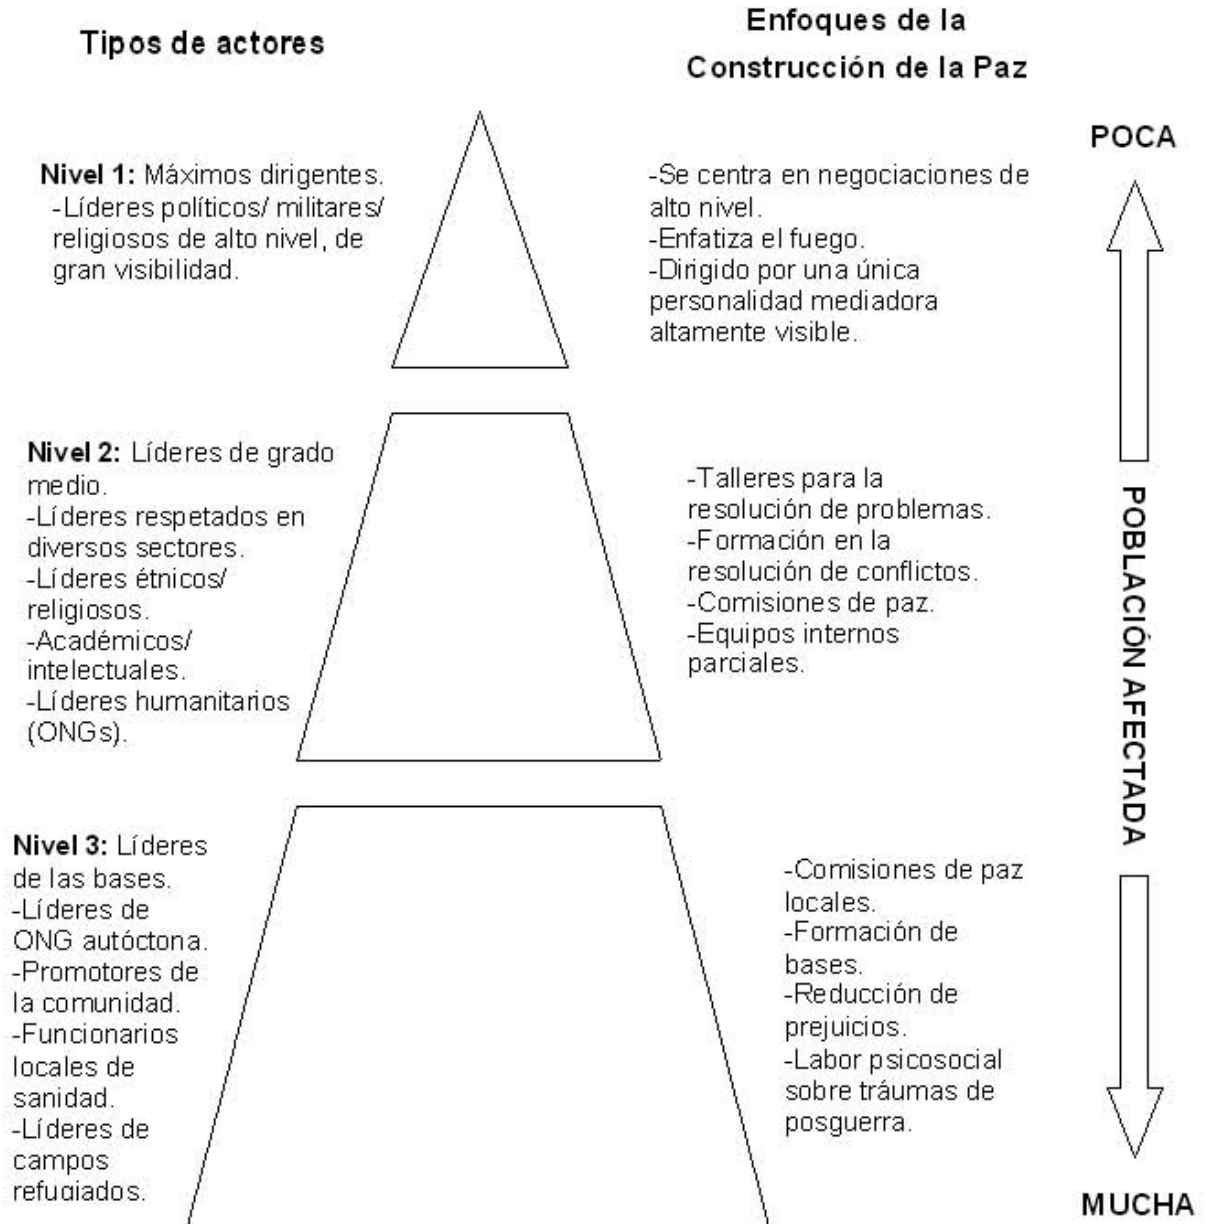 Tipos de actores
Enfoques de la
Construcción de la Paz
Nivel 1: Máximos dirigentes.
-Líderes políticos/ militares/
religiosos de alto nivel, de
gran visibilidad.
-Se centra en negociaciones de
alto nivel.
-Enfatiza el fuego.
-Dirigido por una única
personalidad mediadora
altamente visible.
Nivel 2: Líderes de grado
medio.
-Líderes respetados en
diversos sectores.
-Líderes étnicos/
religiosos.
-Académicos/
intelectuales.
-Líderes humanitarios
(ONGs).
-Talleres para la
resolución de problemas.
-Formación en la
resolución de conflictos.
-Comisiones de paz.
-Equipos internos
parciales.
Nivel 3: Líderes
de las bases.
-Líderes de
ONG autóctona.
-Promotores de
la comunidad.
-Funcionarios
locales de
sanidad.
-Líderes de
campos
refugiados.
-Comisiones de paz
locales.
-Formación de
bases.
-Reducción de
prejuicios.
-Labor psicosocial
sobre tráumas de
posguerra.
POCA
POBLACIÓN AFECTADA
MUCHA